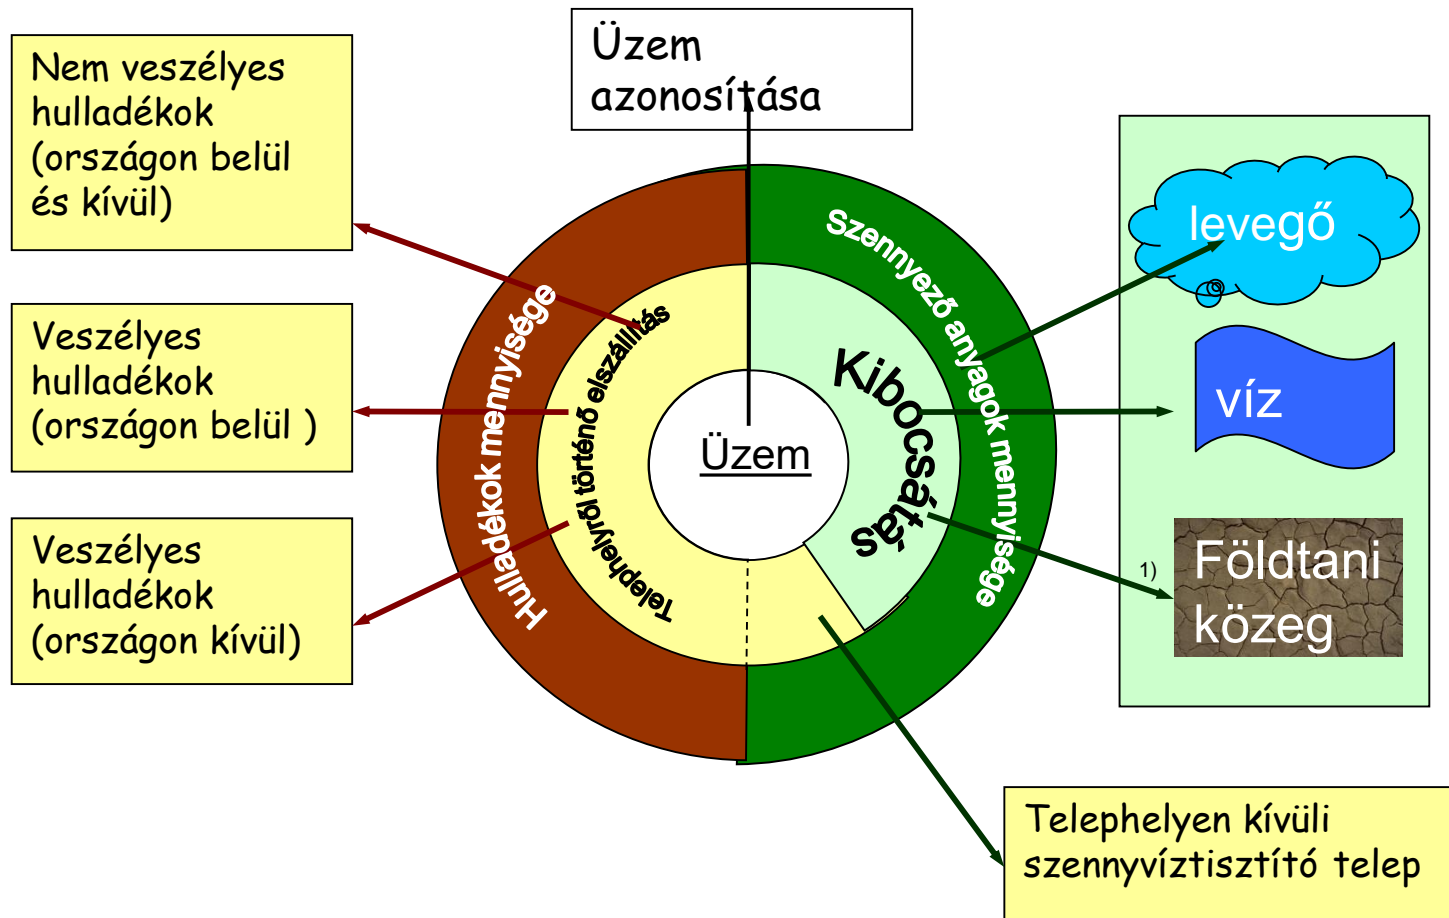 Üzem
azonosítása
Nem veszélyes
hulladékok
(országon belül
és kívül)
Veszélyes
hulladékok
(országon belül )
Veszélyes
hulladékok
(országon kívül)
Hulladékok mennyisége
Telephelyről történő elszállítás
Üzem
Kibocsátás
Szennyező anyagok mennyisége
levegő
víz
1)
Földtani
közeg
Telephelyen kívüli
szennyvíztisztító telep